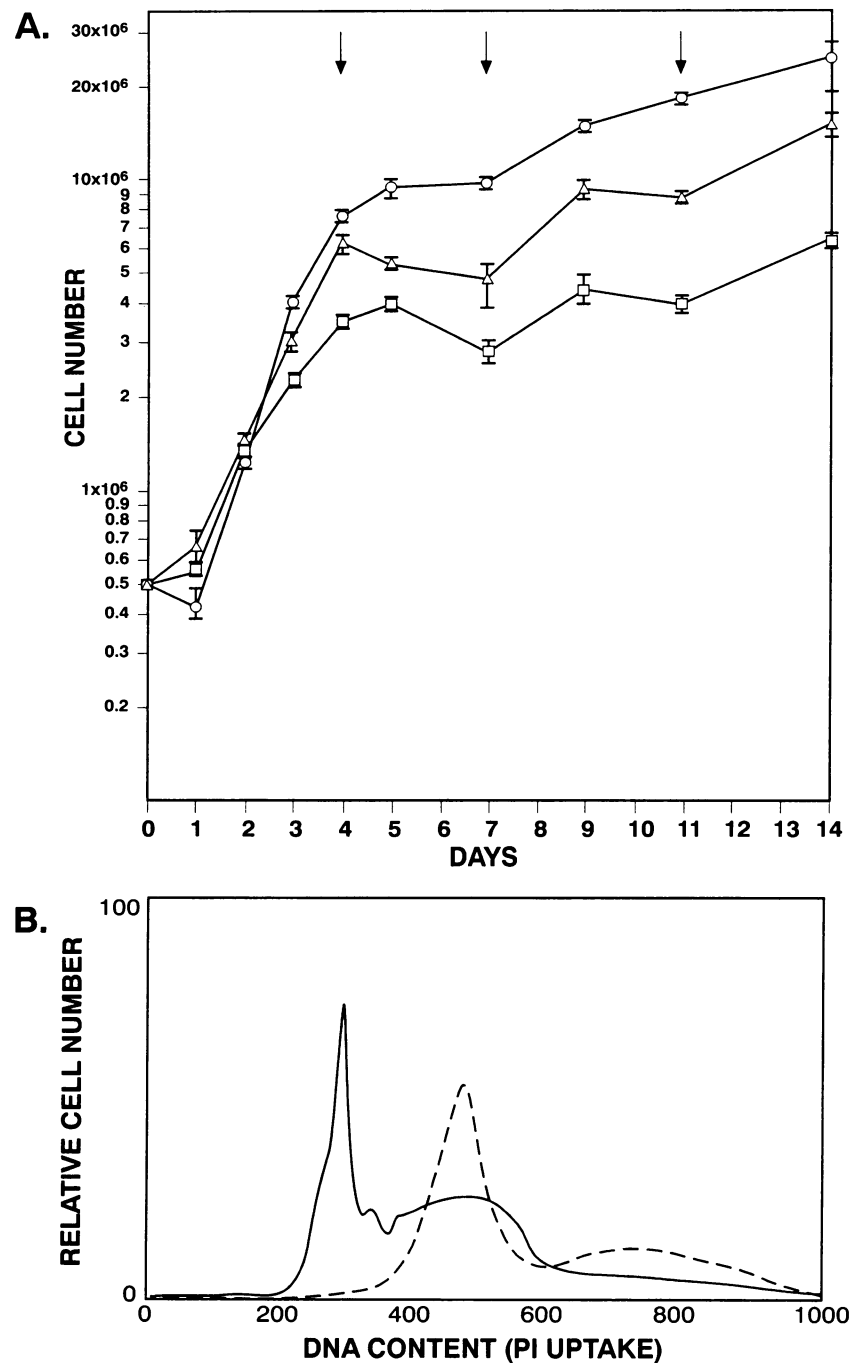 A.
30x10⁶
20x10⁶
10x10⁶
9
8
7
6
5
4
3
2
1x10⁶
0.9
0.8
0.7
0.6
0.5
0.4
0.3
0.2
CELL NUMBER
0 1 2 3 4 5 6 7 8 9 10 11 12 13 14
DAYS
B.
100
0
RELATIVE CELL NUMBER
0 200 400 600 800 1000
DNA CONTENT (PI UPTAKE)